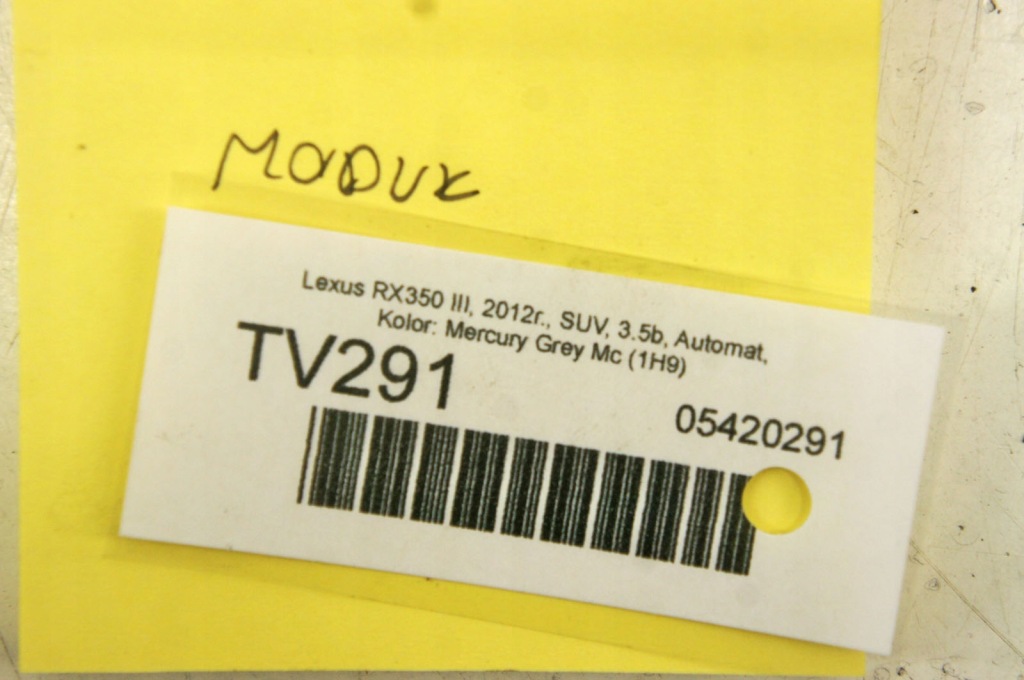 MODUŁ
Lexus RX350 III, 2012r., SUV, 3.5b, Automat,
Kolor: Mercury Grey Mc (1H9)
TV291
05420291